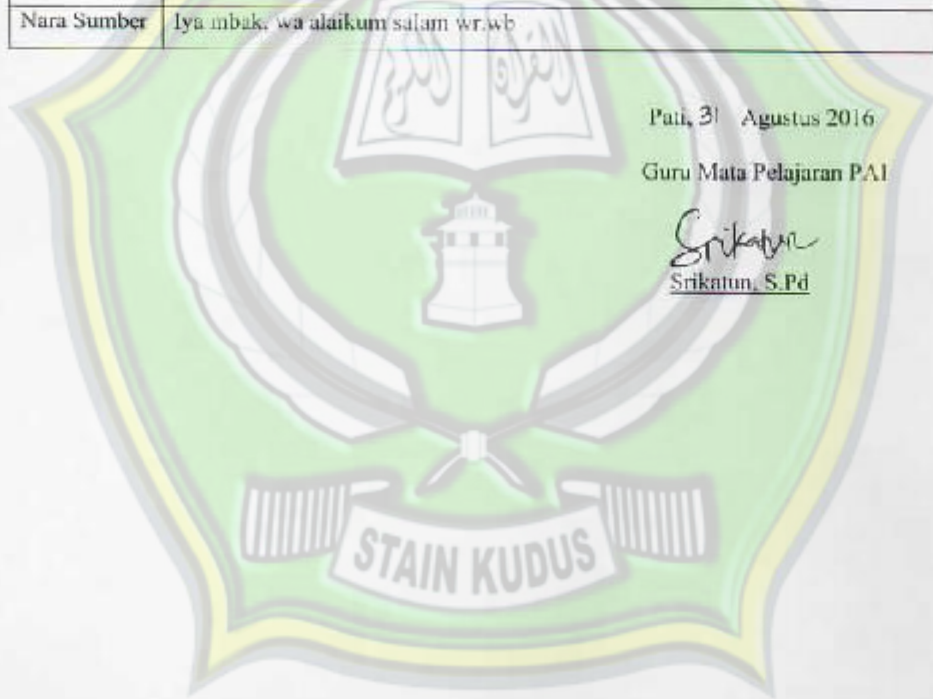 Nara Sumber Iya mbak, wa alaikum salam wr.wb
Pati, 31 Agustus 2016
Guru Mata Pelajaran PAI
Srikatun
Srikatun, S.Pd
STAIN KUDUS